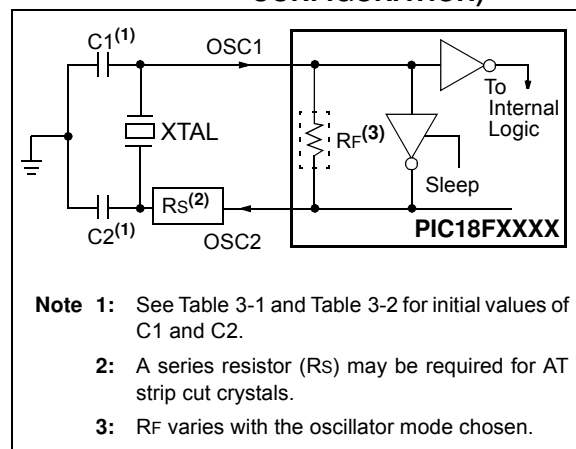 C1(1)
OSC1
To
Internal
Logic
XTAL
RF(3)
Sleep
RS(2)
C2(1)
OSC2
PIC18FXXXX
Note 1: See Table 3-1 and Table 3-2 for initial values of
C1 and C2.
2: A series resistor (RS) may be required for AT
strip cut crystals.
3: RF varies with the oscillator mode chosen.